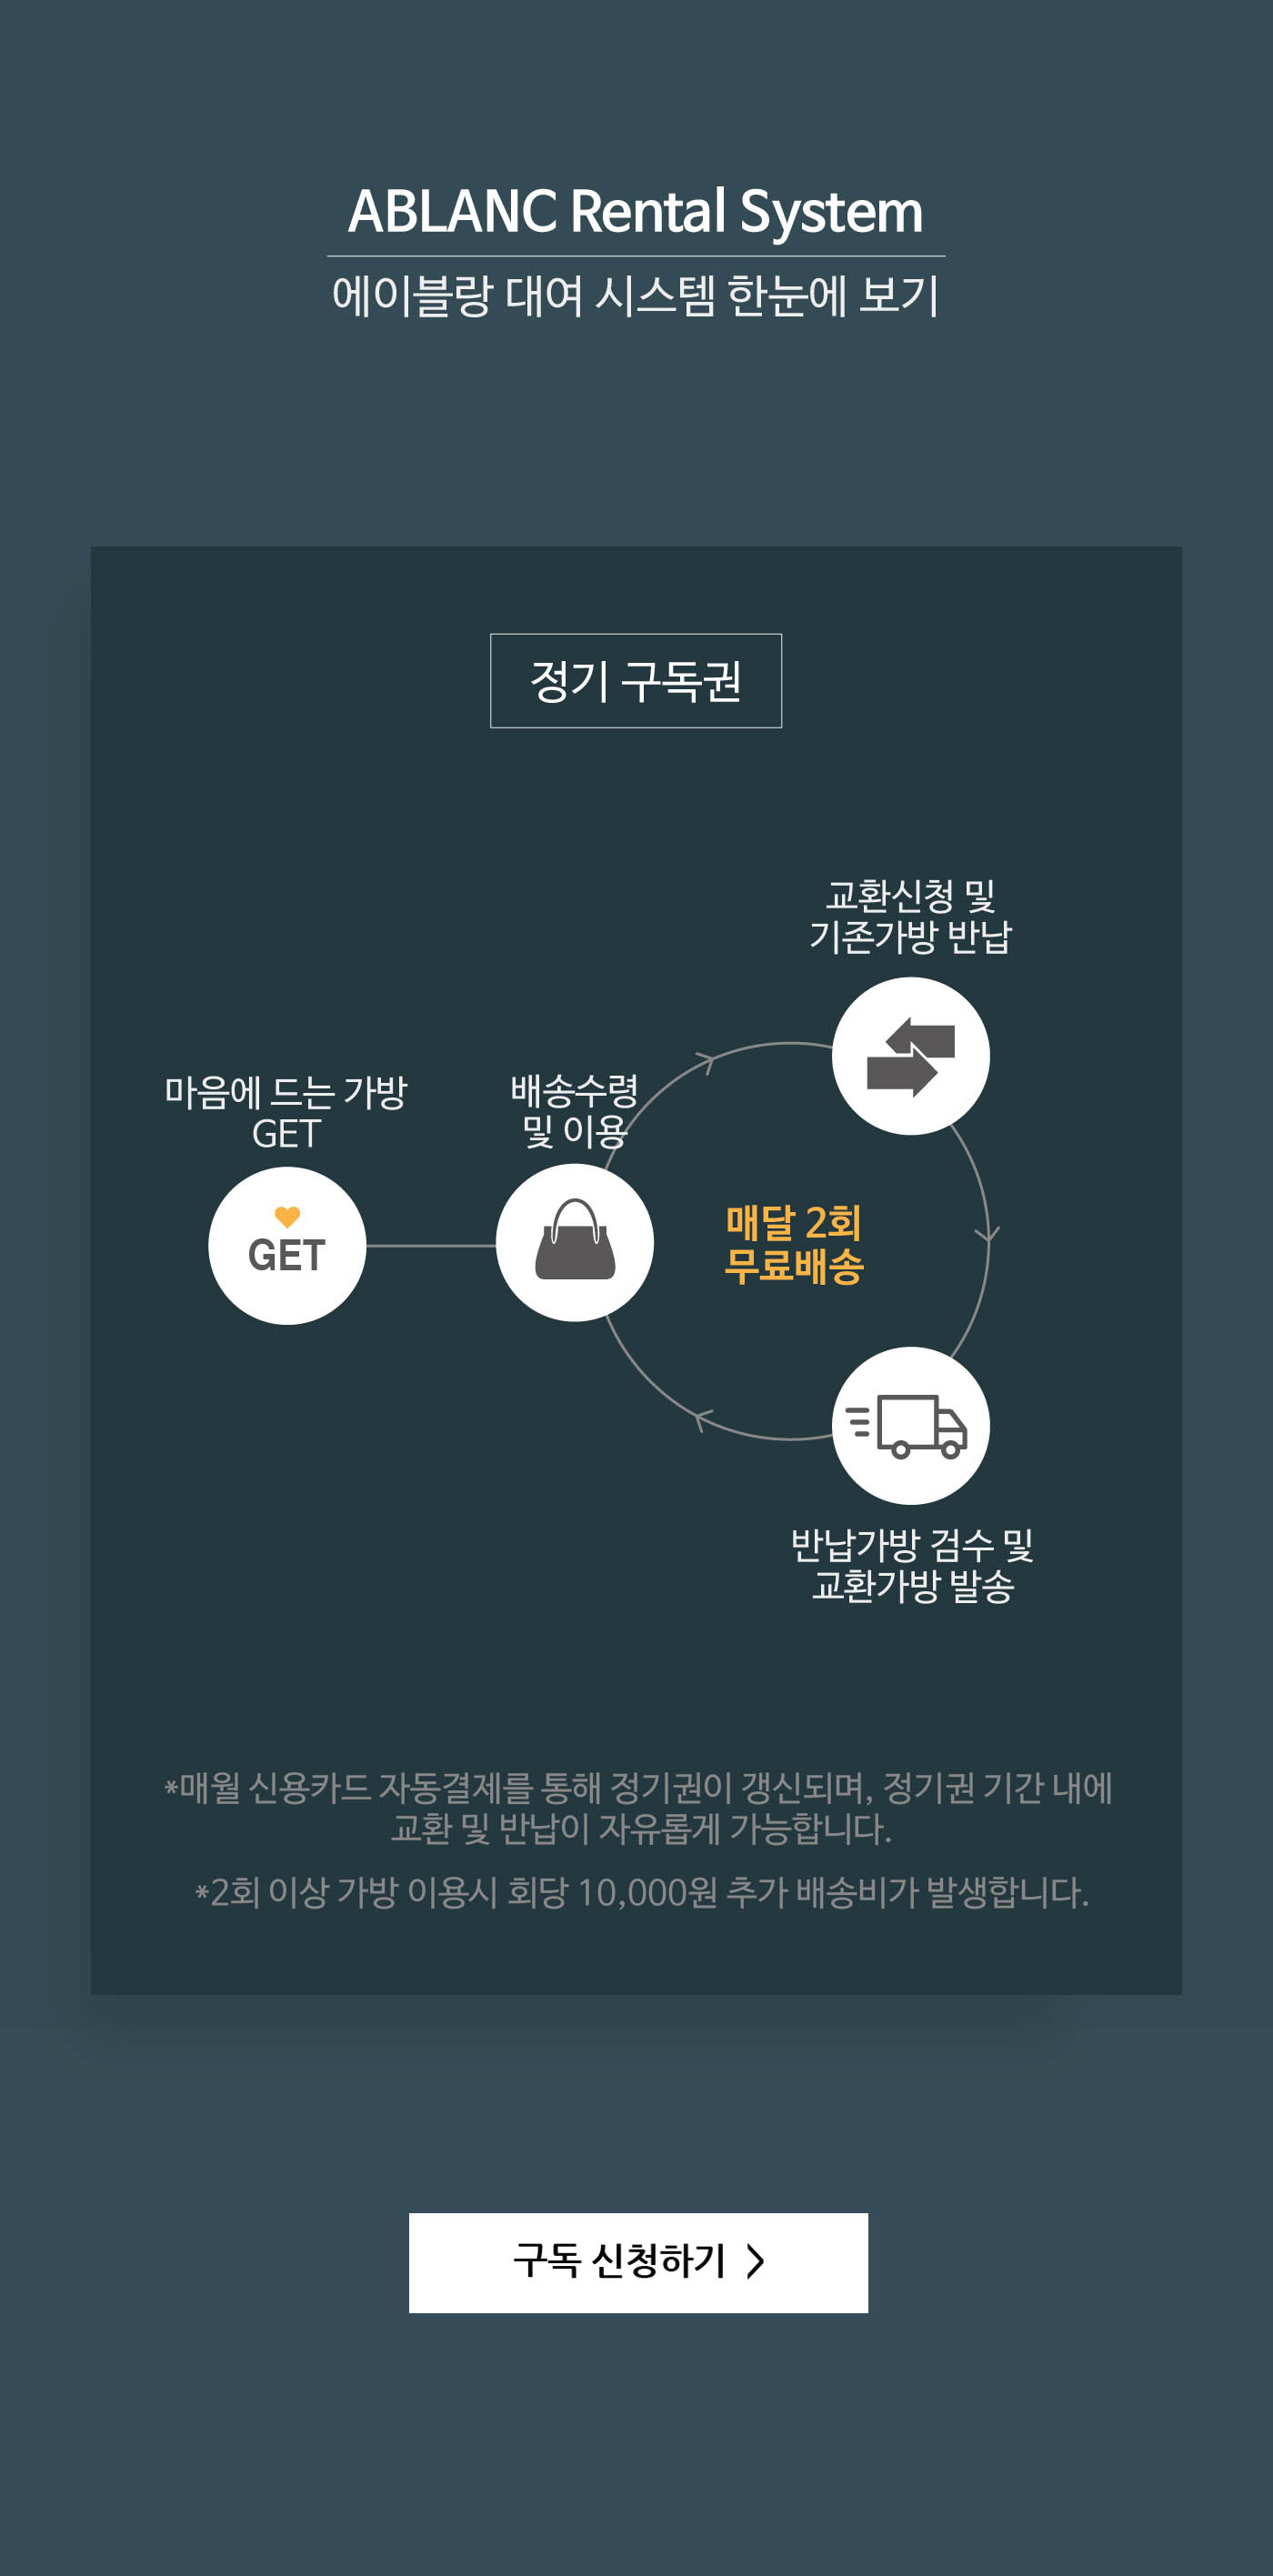 ABLANC Rental System
에이블랑 대여 시스템 한눈에 보기
정기 구독권
교환신청 및
기존가방 반납
마음에 드는 가방
GET
배송수령
및 이용
GET
매달 2회
무료배송
반납가방 검수 및
교환가방 발송
*매월 신용카드 자동결제를 통해 정기권이 갱신되며, 정기권 기간 내에
교환 및 반납이 자유롭게 가능합니다.
*2회 이상 가방 이용시 회당 10,000원 추가 배송비가 발생합니다.
구독 신청하기 >